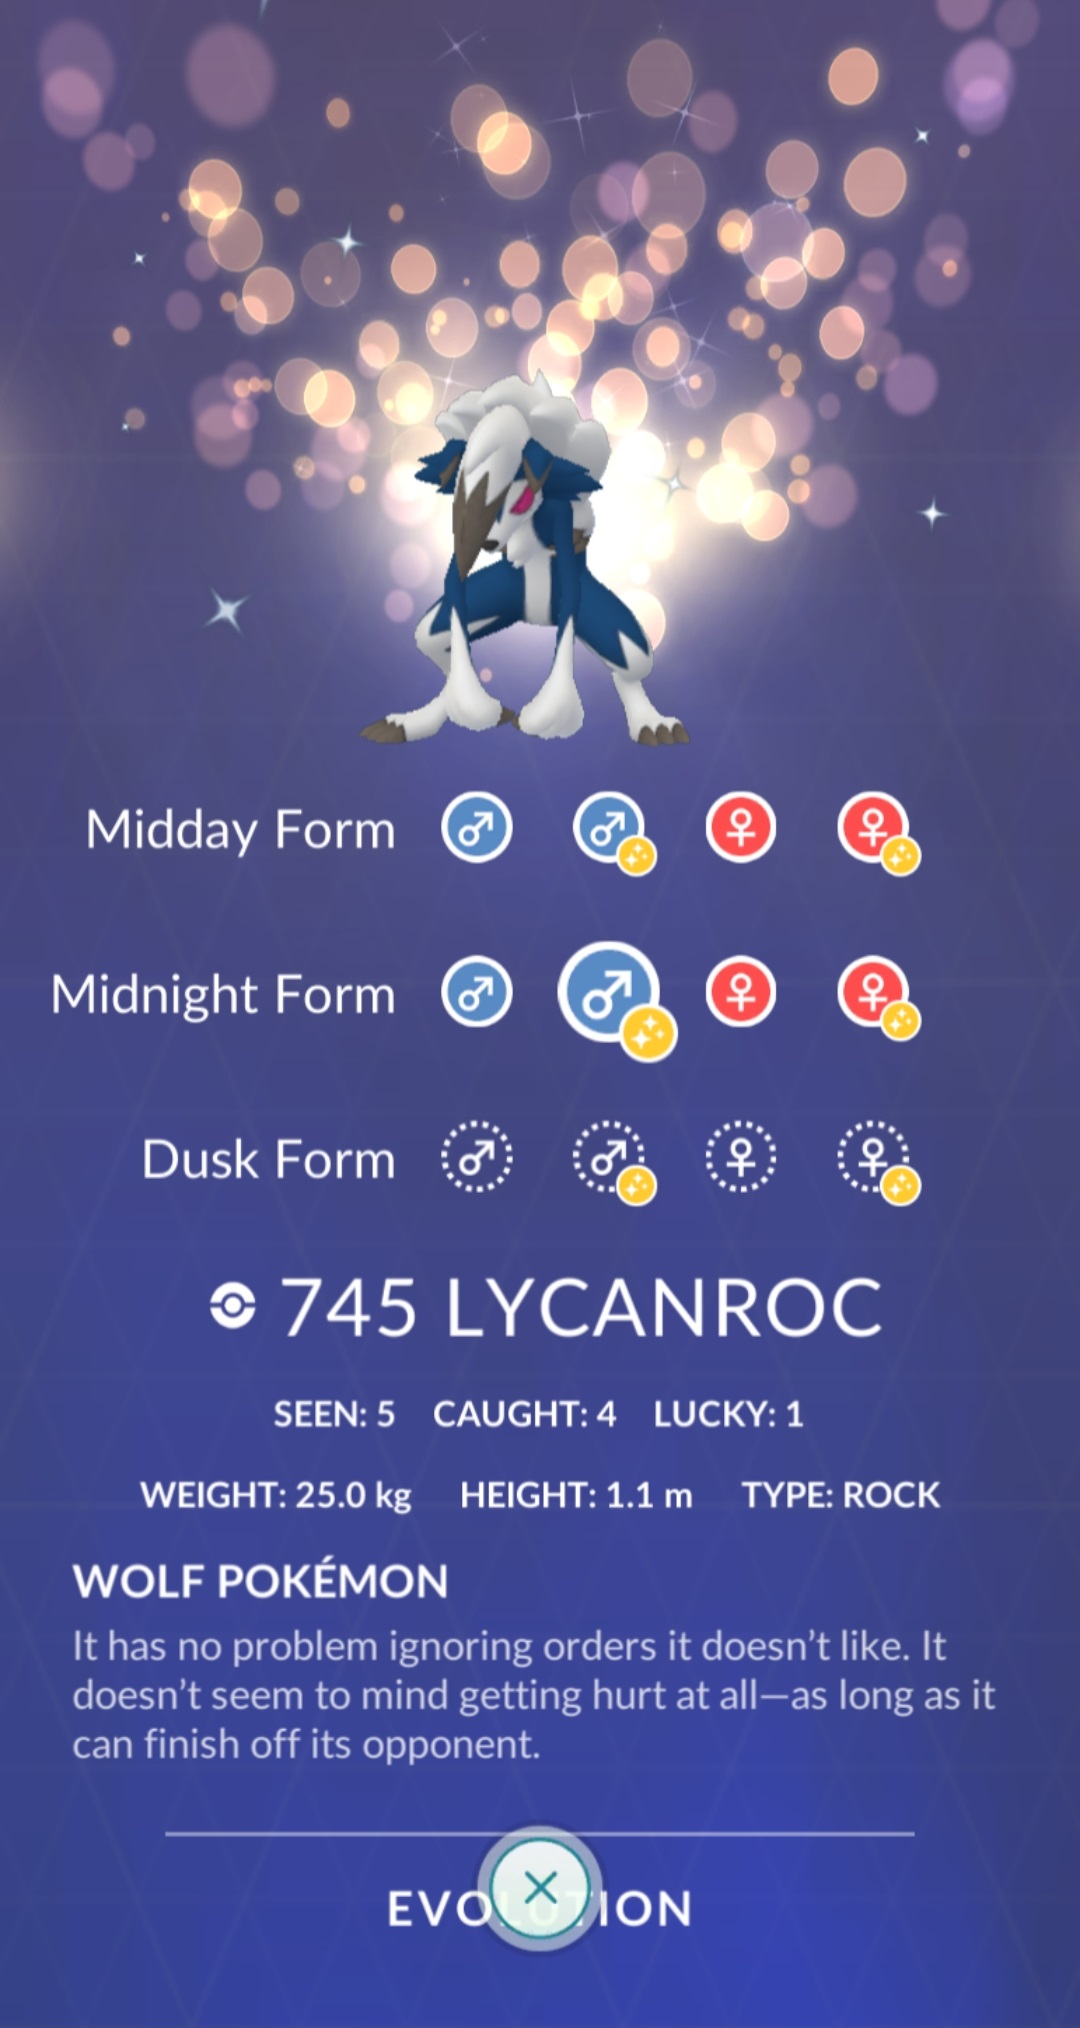 Midday Form
Midnight Form
Dusk Form
745 LYCANROC
SEEN: 5 CAUGHT: 4 LUCKY: 1
WEIGHT: 25.0 kg HEIGHT: 1.1 m TYPE: ROCK
WOLF POKÉMON
It has no problem ignoring orders it doesn’t like. It
doesn’t seem to mind getting hurt at all—as long as it
can finish off its opponent.
EVOLUTION